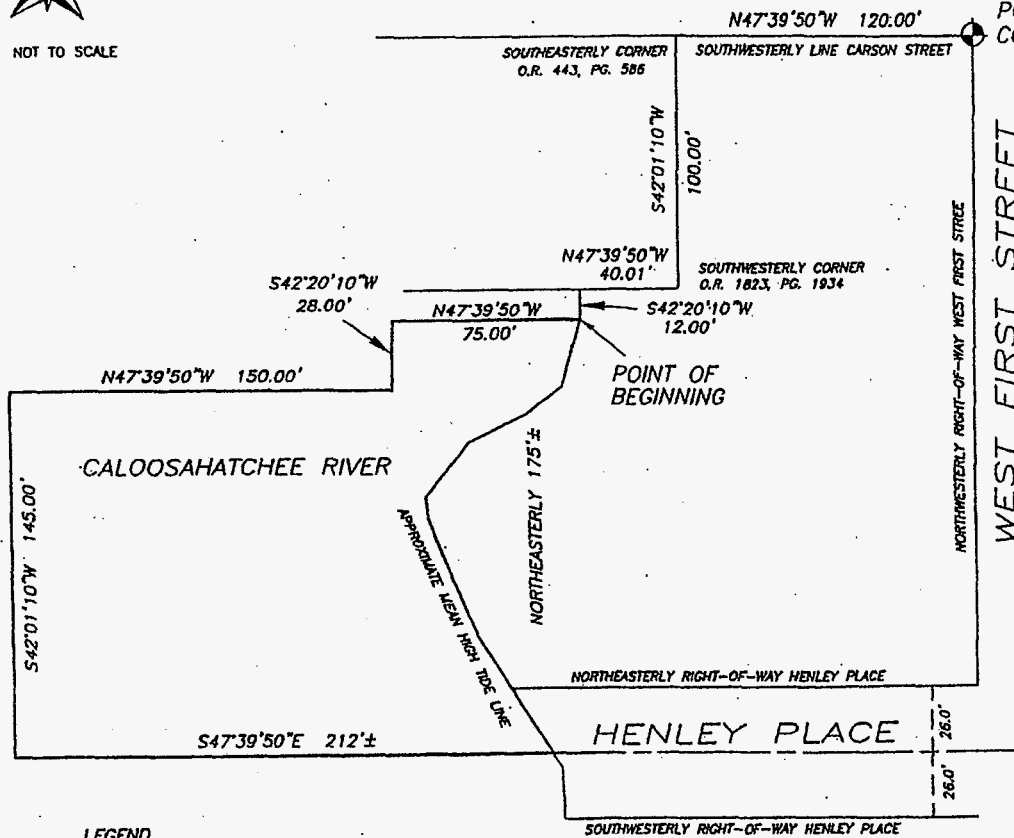 N47°39'50"W 120.00'
NOT TO SCALE
SOUTHEASTERLY CORNER
O.R. 443, PG. 586
SOUTHWESTERLY LINE CARSON STREET
S42°01'10"W
100.00'
N47°39'50"W
40.01'
SOUTHWESTERLY CORNER
O.R. 1823, PG. 1934
S42°20'10"W
28.00'
N47°39'50"W
75.00'
S42°20'10"W
12.00'
POINT OF
BEGINNING
N47°39'50"W 150.00'
CALOOSAHATCHEE RIVER
S42°01'10"W 145.00'
APPROXIMATE MEAN HIGH TIDE LINE
NORTHEASTERLY 175'±
NORTHWESTERLY RIGHT-OF-WAY WEST FIRST STREE
WEST FIRST STREET
NORTHEASTERLY RIGHT-OF-WAY HENLEY PLACE
HENLEY PLACE
26.0'
26.0'
S47°39'50"E 212'±
SOUTHWESTERLY RIGHT-OF-WAY HENLEY PLACE
LEGEND